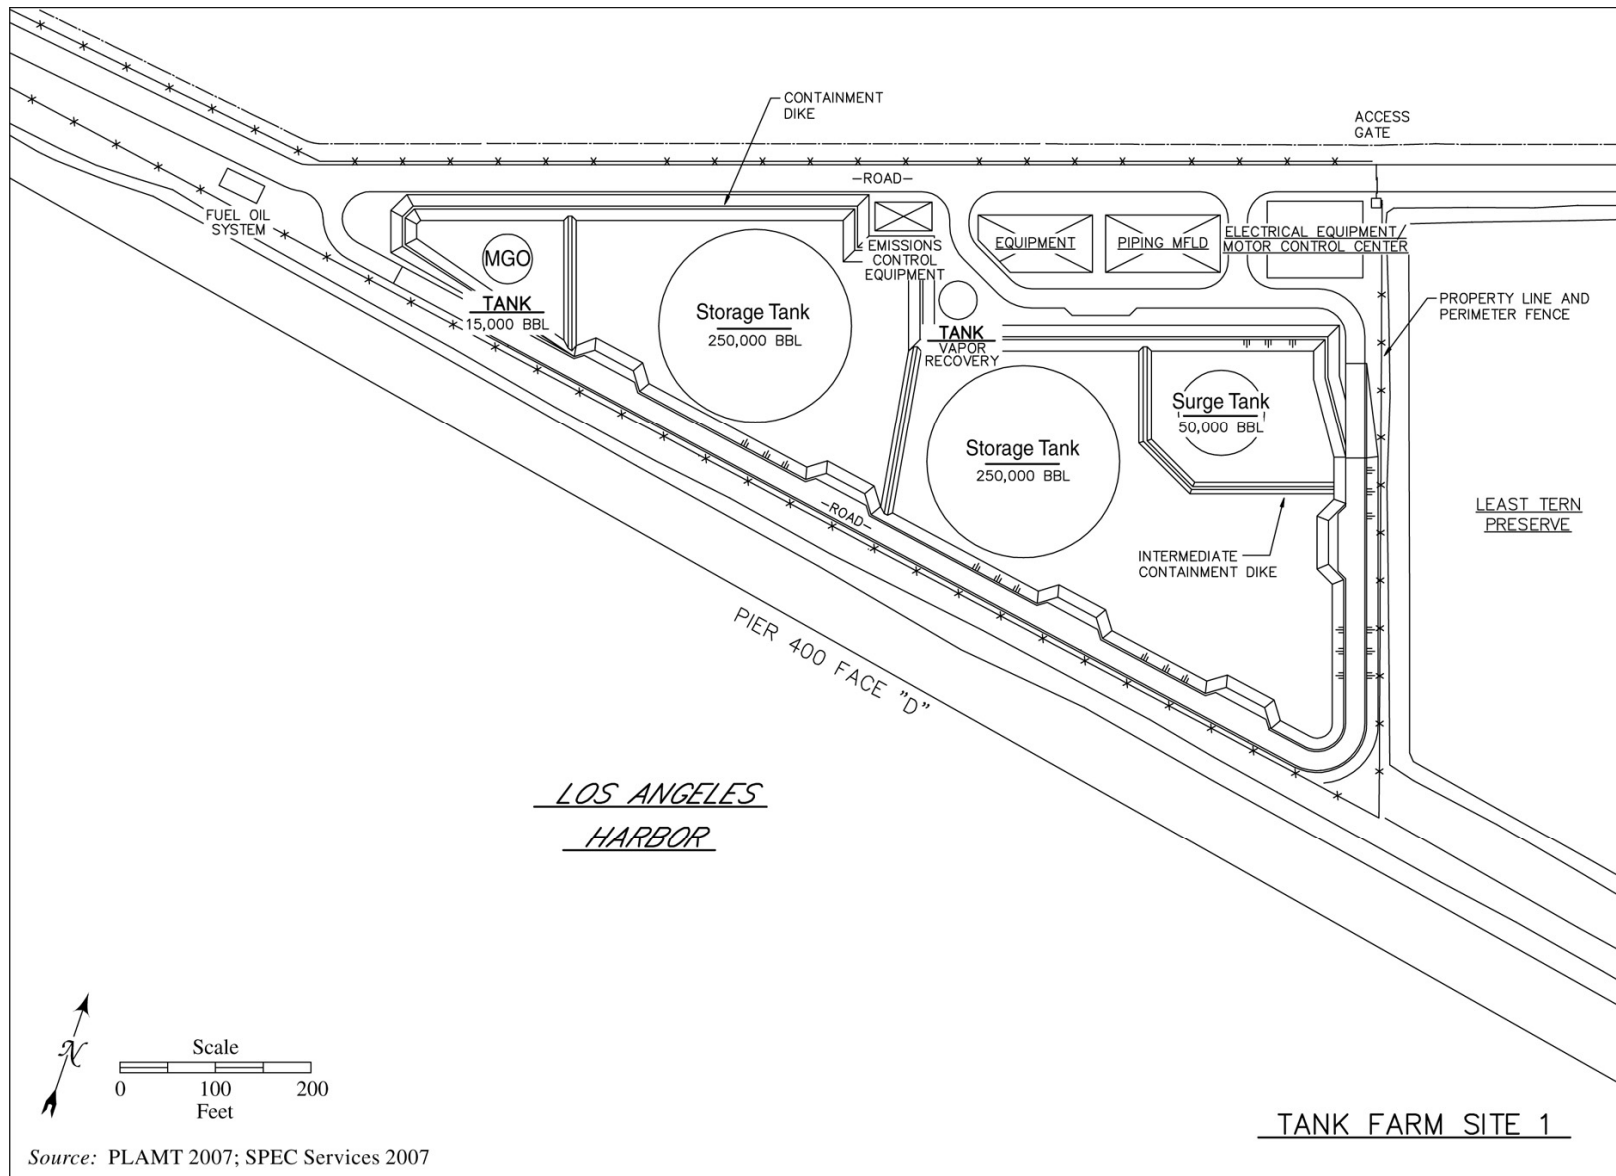 CONTAINMENT
DIKE
ACCESS
GATE
-ROAD-
FUEL OIL
SYSTEM
MGO
TANK
15,000 BBL
Storage Tank
250,000 BBL
EMISSIONS
CONTROL
EQUIPMENT
EQUIPMENT
PIPING MFLD
ELECTRICAL EQUIPMENT/
MOTOR CONTROL CENTER
TANK
VAPOR
RECOVERY
PROPERTY LINE AND
PERIMETER FENCE
Surge Tank
50,000 BBL
Storage Tank
250,000 BBL
-ROAD-
LEAST TERN
PRESERVE
INTERMEDIATE
CONTAINMENT DIKE
PIER 400 FACE "D"
LOS ANGELES
HARBOR
N
Scale
0 100 200
Feet
TANK FARM SITE 1
Source: PLAMT 2007; SPEC Services 2007